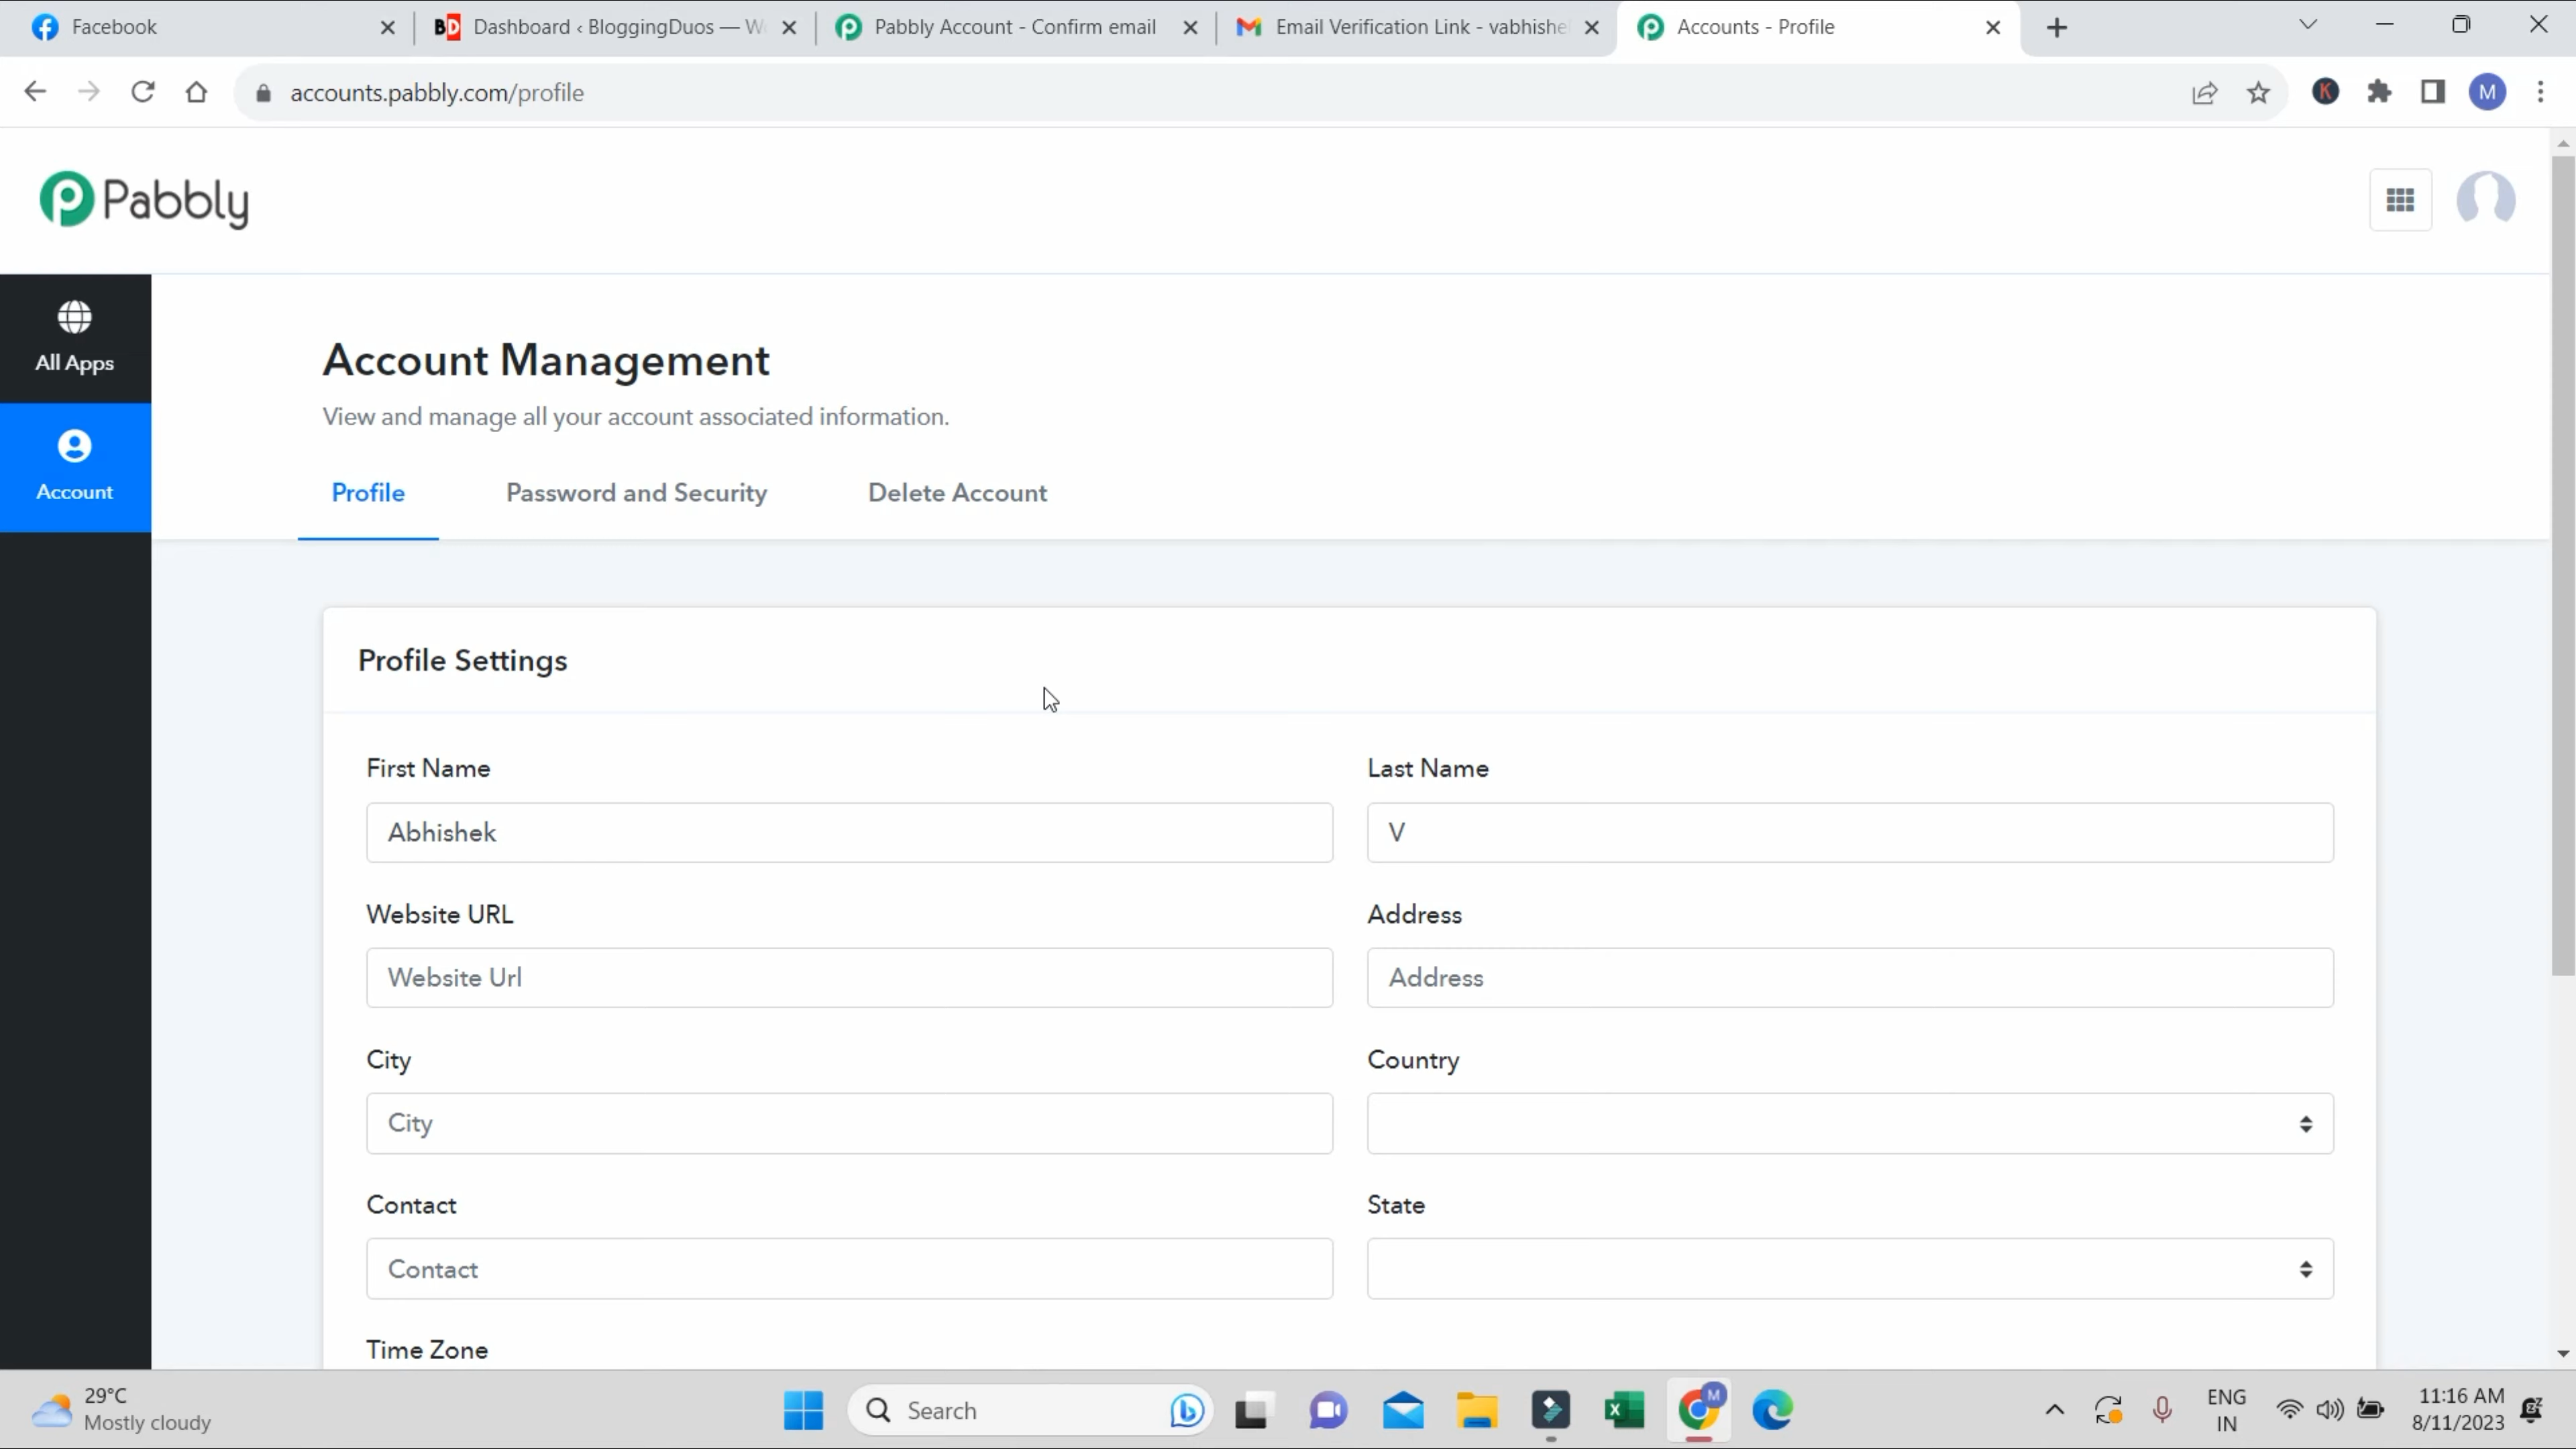 Facebook
BD Dashboard ‹ BloggingDuos — W
Pabbly Account - Confirm email
Email Verification Link - vabhishe
Accounts - Profile
accounts.pabbly.com/profile
K
M
Pabbly
All Apps
Account
Account Management
View and manage all your account associated information.
Profile
Password and Security
Delete Account
Profile Settings
First Name
Last Name
Abhishek
V
Website URL
Address
Website Url
Address
City
Country
City
Contact
State
Contact
Time Zone
29°C
Mostly cloudy
Search
M
ENG
IN
11:16 AM
8/11/2023